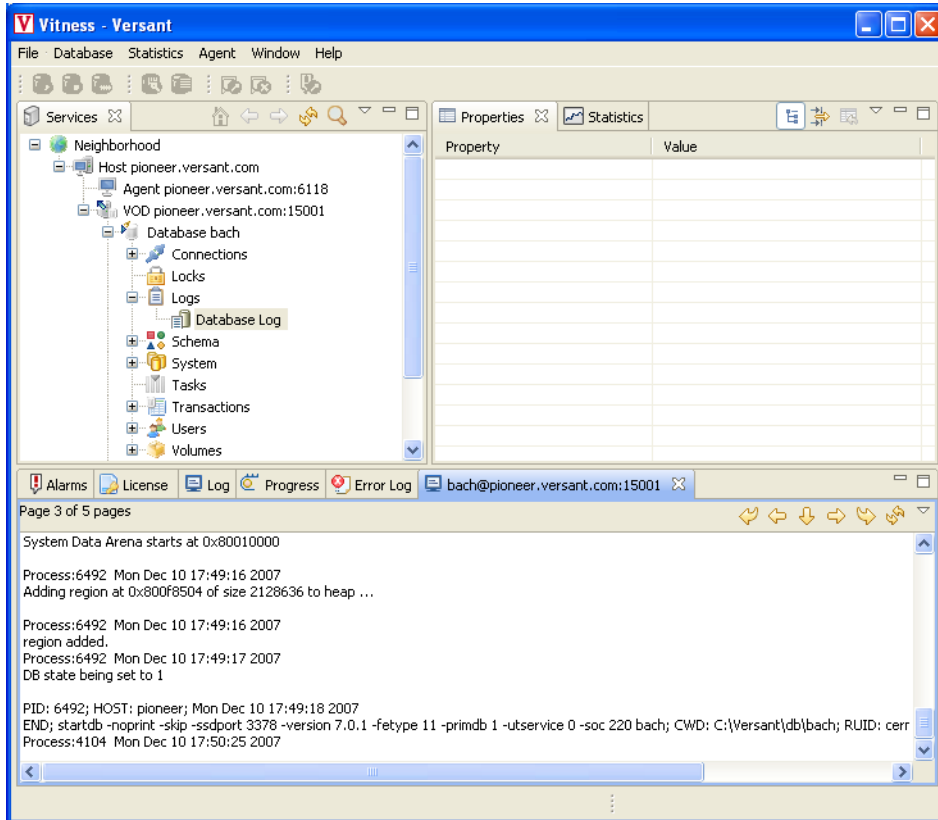 Vitness - Versant
File Database Statistics Agent Window Help
Services
Neighborhood
Host pioneer.versant.com
Agent pioneer.versant.com:6118
VOD pioneer.versant.com:15001
Database bach
Connections
Locks
Logs
Database Log
Schema
System
Tasks
Transactions
Users
Volumes
Properties Statistics
Property Value
Alarms License Log Progress Error Log bach@pioneer.versant.com:15001
Page 3 of 5 pages
System Data Arena starts at 0x80010000
Process:6492 Mon Dec 10 17:49:16 2007
Adding region at 0x800f8504 of size 2128636 to heap ...
Process:6492 Mon Dec 10 17:49:16 2007
region added.
Process:6492 Mon Dec 10 17:49:17 2007
DB state being set to 1
PID: 6492; HOST: pioneer; Mon Dec 10 17:49:18 2007
END; startdb -noprint -skip -ssdport 3378 -version 7.0.1 -fetype 11 -primdb 1 -utservice 0 -soc 220 bach; CWD: C:\Versant\db\bach; RUID: cerr
Process:4104 Mon Dec 10 17:50:25 2007